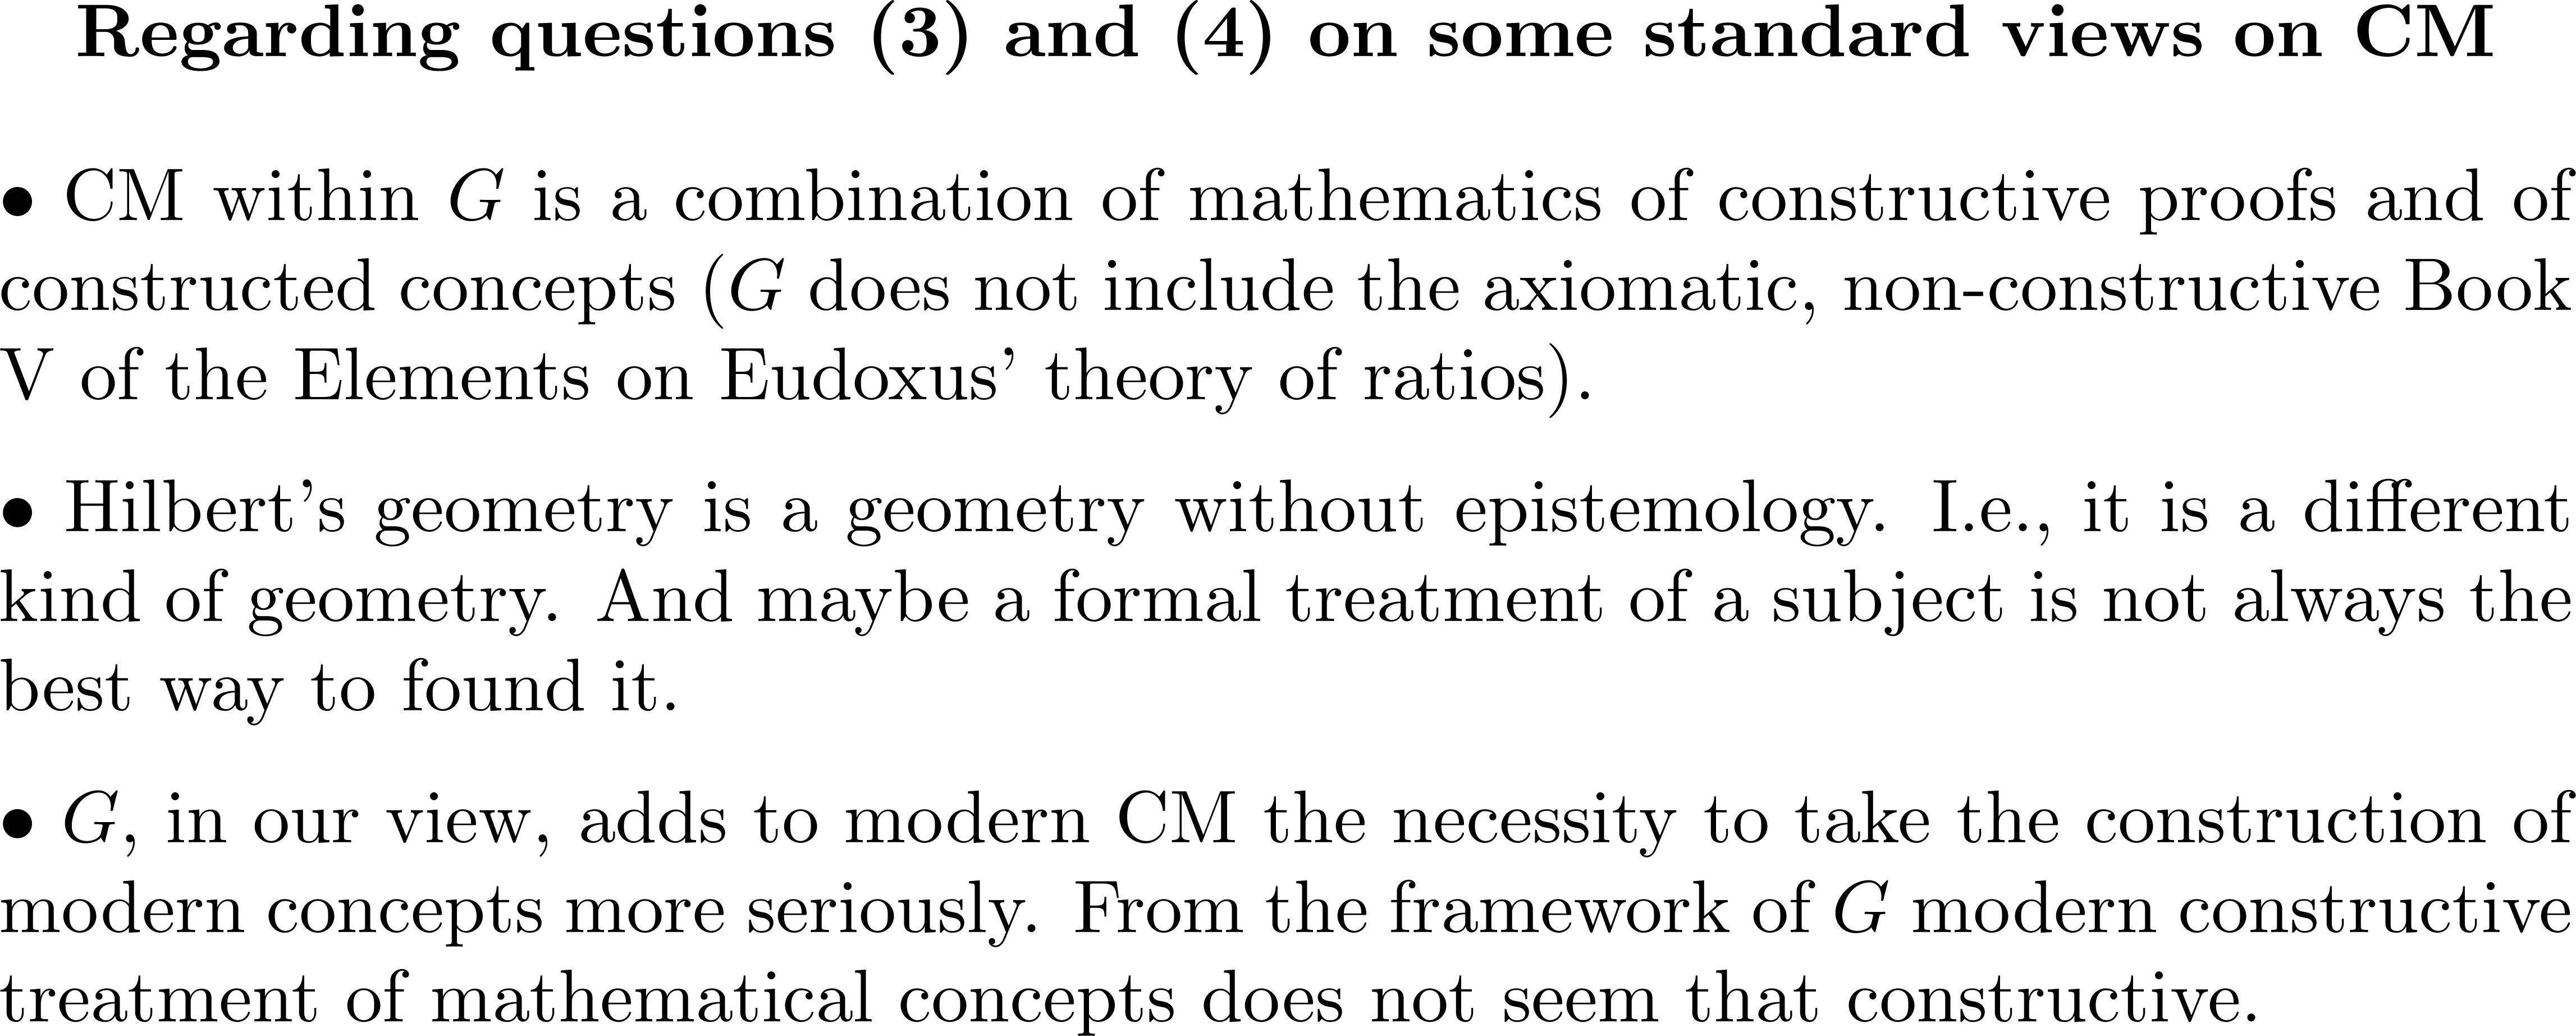 Regarding questions (3) and (4) on some standard views on CM
• CM within G is a combination of mathematics of constructive proofs and of
constructed concepts (G does not include the axiomatic, non-constructive Book
V of the Elements on Eudoxus' theory of ratios).
• Hilbert's geometry is a geometry without epistemology. I.e., it is a different
kind of geometry. And maybe a formal treatment of a subject is not always the
best way to found it.
• G, in our view, adds to modern CM the necessity to take the construction of
modern concepts more seriously. From the framework of G modern constructive
treatment of mathematical concepts does not seem that constructive.